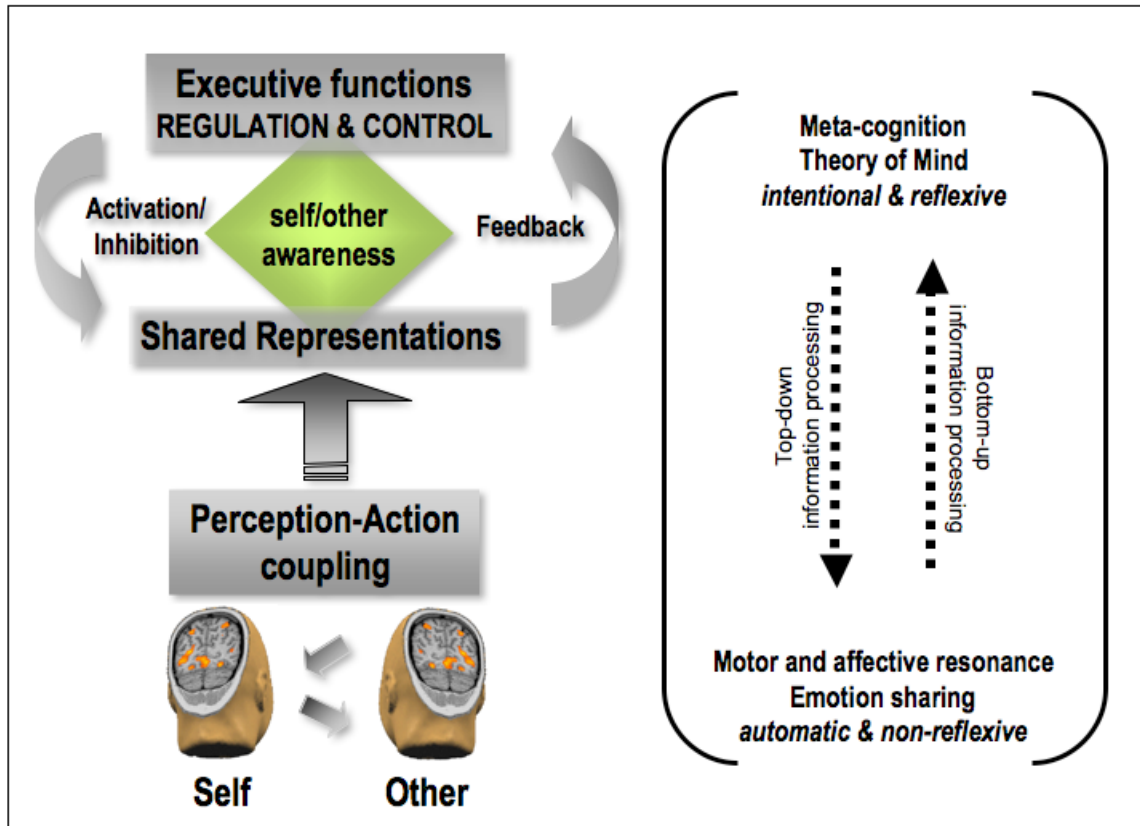 Executive functions
REGULATION & CONTROL
Activation/
Inhibition
self/other
awareness
Feedback
Shared Representations
Perception-Action
coupling
Self
Other
Meta-cognition
Theory of Mind
intentional & reflexive
Top-down
information processing
Bottom-up
information processing
Motor and affective resonance
Emotion sharing
automatic & non-reflexive